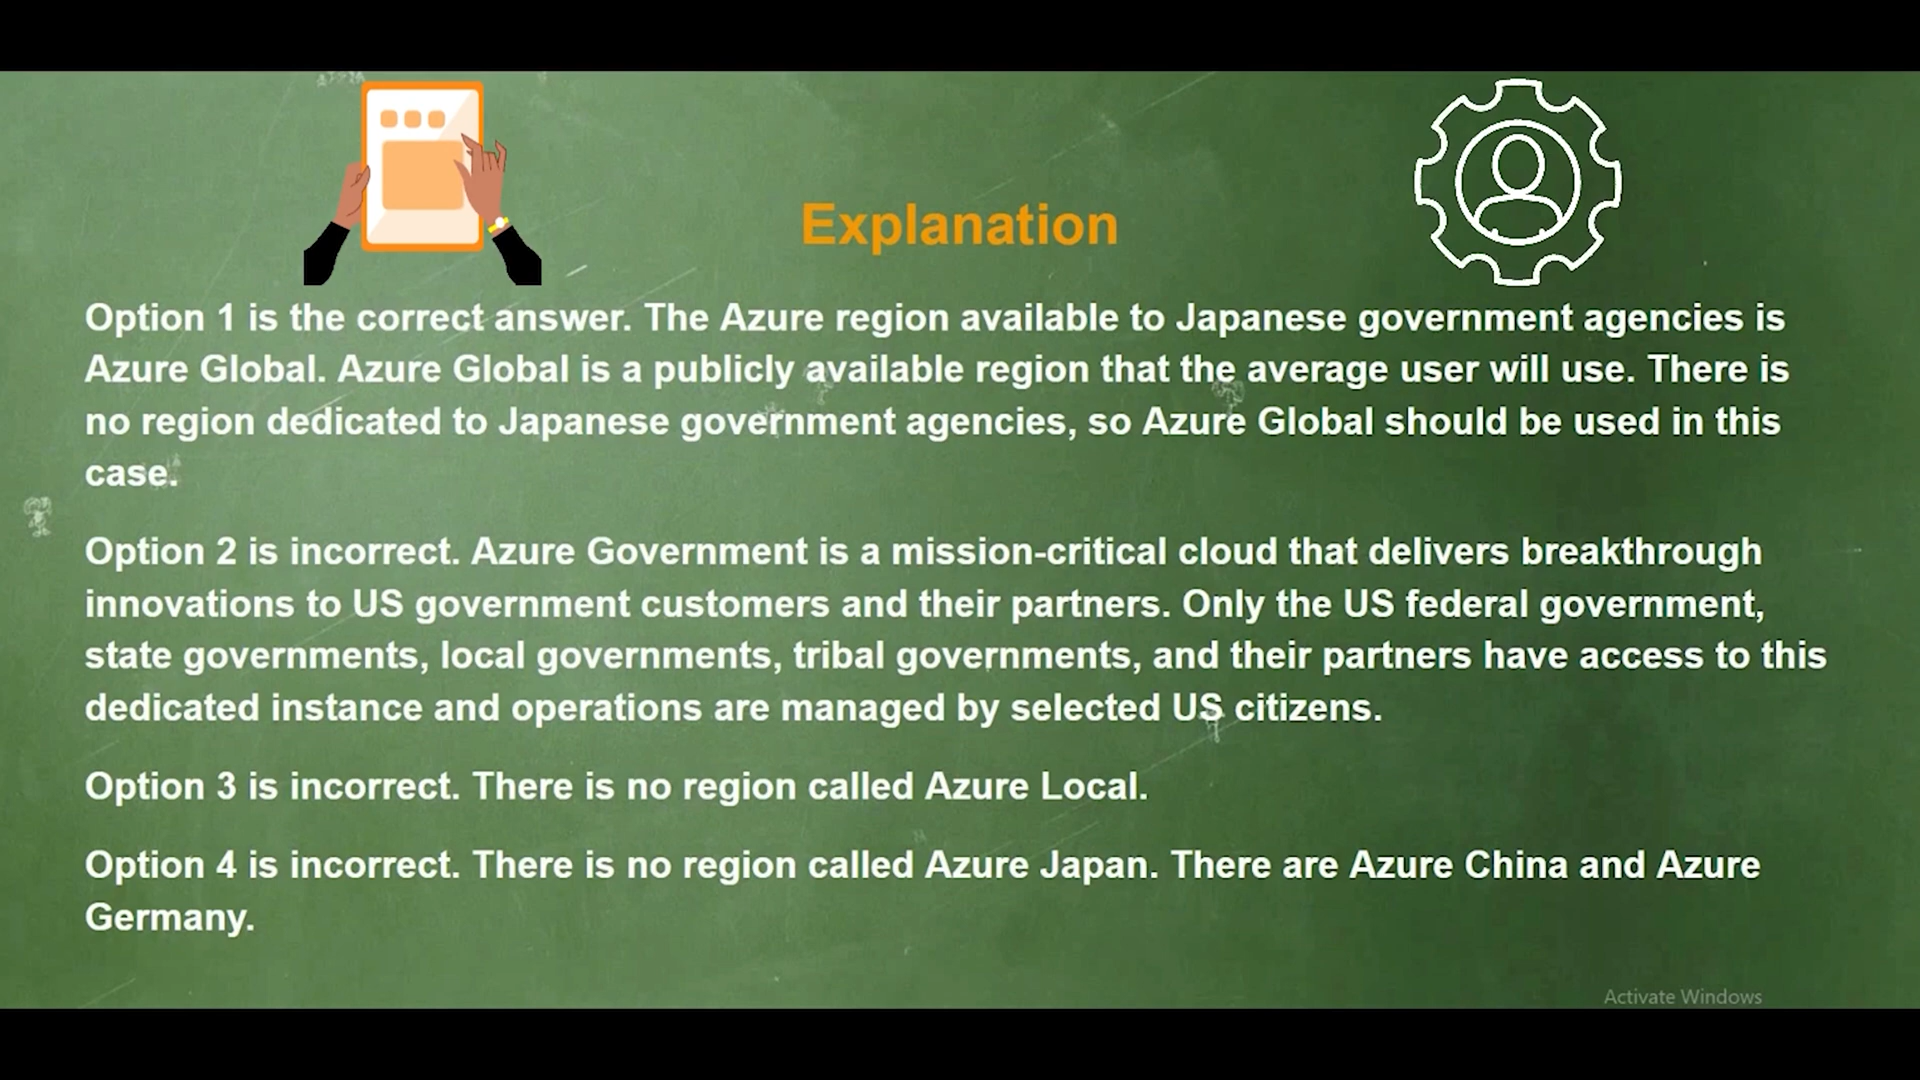 Explanation
Option 1 is the correct answer. The Azure region available to Japanese government agencies is
Azure Global. Azure Global is a publicly available region that the average user will use. There is
no region dedicated to Japanese government agencies, so Azure Global should be used in this
case.
Option 2 is incorrect. Azure Government is a mission-critical cloud that delivers breakthrough
innovations to US government customers and their partners. Only the US federal government,
state governments, local governments, tribal governments, and their partners have access to this
dedicated instance and operations are managed by selected US citizens.
Option 3 is incorrect. There is no region called Azure Local.
Option 4 is incorrect. There is no region called Azure Japan. There are Azure China and Azure
Germany.
Activate Windows